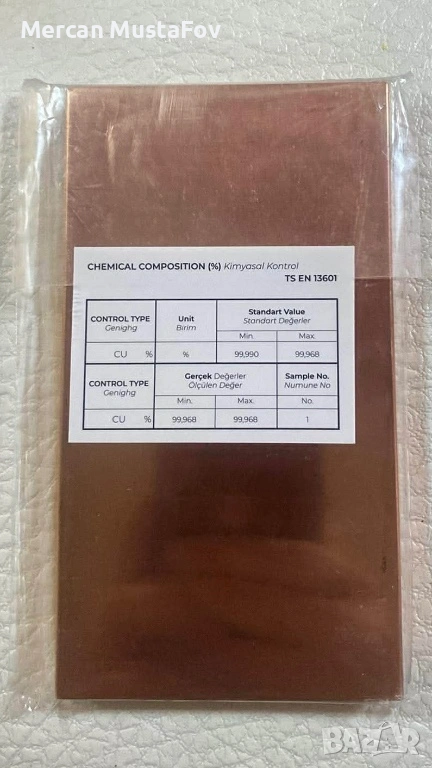 Mercan MustaFov
CHEMICAL COMPOSITION (%) Kimyasal Kontrol
TS EN 13601
CONTROL TYPE Unit Standart Value
Genighg Birim Standart Değerler
Min. Max.
CU % % 99,990 99,968
CONTROL TYPE Gerçek Değerler Sample No.
Genighg Ölçülen Değer Numune No
Min. Max. No.
CU % 99,968 99,968 1
BAZAR